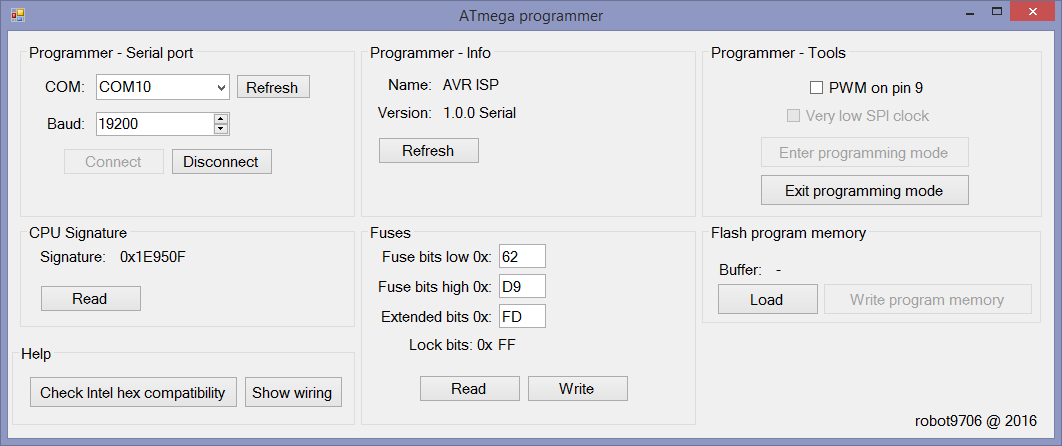 ATmega programmer
Programmer - Serial port
COM: COM10 Refresh
Baud: 19200
Connect Disconnect
Programmer - Info
Name: AVR ISP
Version: 1.0.0 Serial
Refresh
Programmer - Tools
PWM on pin 9
Very low SPI clock
Enter programming mode
Exit programming mode
CPU Signature
Signature: 0x1E950F
Read
Fuses
Fuse bits low 0x: 62
Fuse bits high 0x: D9
Extended bits 0x: FD
Lock bits: 0x FF
Read Write
Flash program memory
Buffer: -
Load Write program memory
Help
Check Intel hex compatibility Show wiring
robot9706 @ 2016